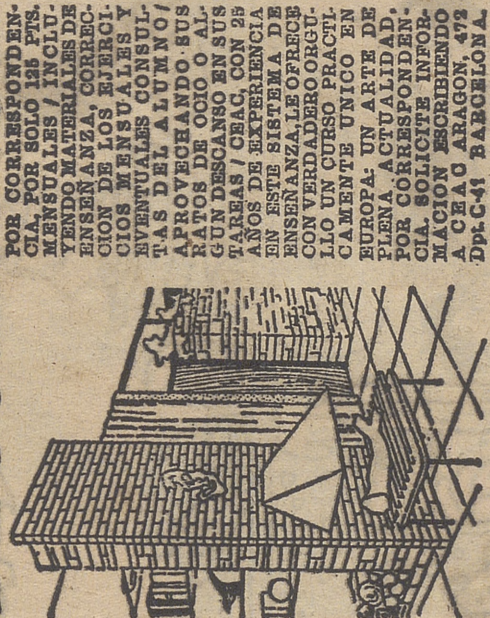 POR CORRESPONDEN-
CIA, POR SOLO 125 PTS.
MENSUALES / INCLU-
YENDO MATERIALES DE
ENSEÑANZA, CORREC-
CION DE LOS EJERCI-
CIOS MENSUALES Y
EVENTUALES CONSUL-
TAS DEL ALUMNO /
APROVECHANDO SUS
RATOS DE OCIO O AL-
GUN DESCANSO EN SUS
TAREAS / CEAC, CON 25
AÑOS DE EXPERIENCIA
EN ESTE SISTEMA DE
ENSEÑANZA, LE OFRECE
CON VERDADERO ORGU-
LLO UN CURSO PRACTI-
CAMENTE UNICO EN
EUROPA: UN ARTE DE
PLENA ACTUALIDAD.
POR CORRESPONDEN-
CIA. SOLICITE INFOR-
MACION ESCRIBIENDO
A CEAC ARAGON, 472
Dpt. C-41 BARCELONA.